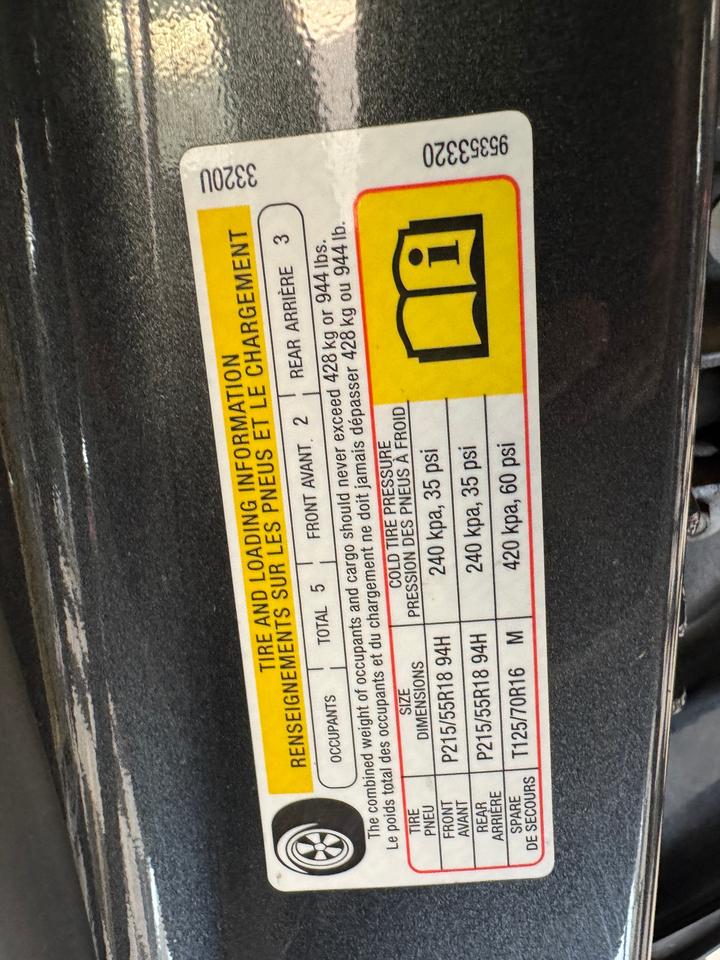 TIRE AND LOADING INFORMATION
RENSEIGNEMENTS SUR LES PNEUS ET LE CHARGEMENT
OCCUPANTS TOTAL 5 FRONT AVANT. 2 REAR ARRIÈRE 3
The combined weight of occupants and cargo should never exceed 428 kg or 944 lbs.
Le poids total des occupants et du chargement ne doit jamais dépasser 428 kg ou 944 lb.
TIRE SIZE COLD TIRE PRESSURE
PNEU DIMENSIONS PRESSION DES PNEUS À FROID
FRONT
AVANT P215/55R18 94H 240 kpa, 35 psi
REAR
ARRIÈRE P215/55R18 94H 240 kpa, 35 psi
SPARE
DE SECOURS T125/70R16 M 420 kpa, 60 psi
i
3320U
95353320